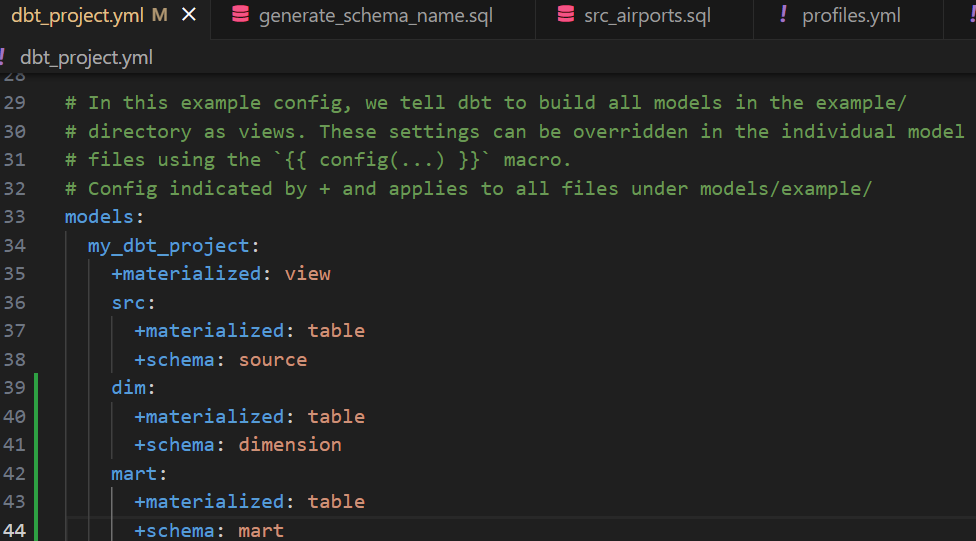 dbt_project.yml M × generate_schema_name.sql src_airports.sql ! profiles.yml !
! dbt_project.yml
28
29 # In this example config, we tell dbt to build all models in the example/
30 # directory as views. These settings can be overridden in the individual model
31 # files using the `{{ config(...) }}` macro.
32 # Config indicated by + and applies to all files under models/example/
33 models:
34 my_dbt_project:
35 +materialized: view
36 src:
37 +materialized: table
38 +schema: source
39 dim:
40 +materialized: table
41 +schema: dimension
42 mart:
43 +materialized: table
44 +schema: mart